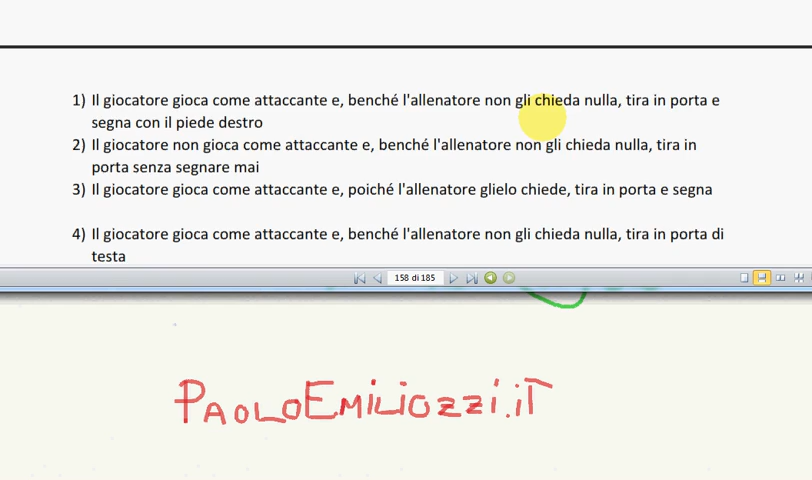 1) Il giocatore gioca come attaccante e, benché l'allenatore non gli chieda nulla, tira in porta e
segna con il piede destro
2) Il giocatore non gioca come attaccante e, benché l'allenatore non gli chieda nulla, tira in
porta senza segnare mai
3) Il giocatore gioca come attaccante e, poiché l'allenatore glielo chiede, tira in porta e segna
4) Il giocatore gioca come attaccante e, benché l'allenatore non gli chieda nulla, tira in porta di
testa
158 di 185
PAOLOEMILIOZZI.IT